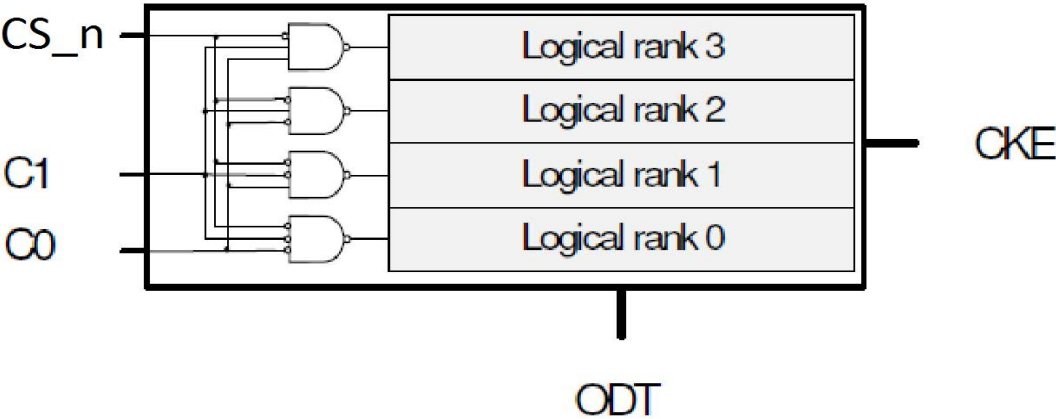 CS_n
Logical rank 3
Logical rank 2
CKE
C1
Logical rank 1
C0
Logical rank 0
ODT